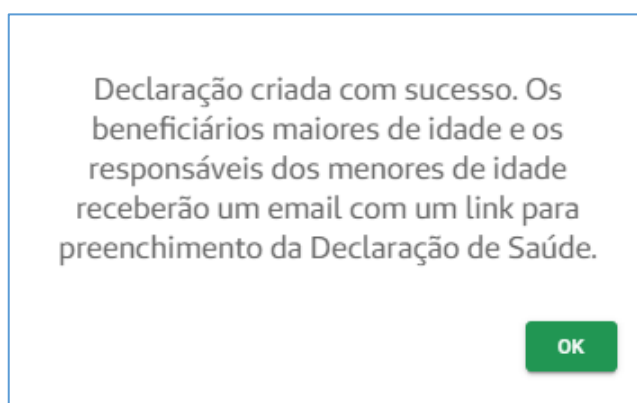 Declaração criada com sucesso. Os
beneficiários maiores de idade e os
responsáveis dos menores de idade
receberão um email com um link para
preenchimento da Declaração de Saúde.
OK